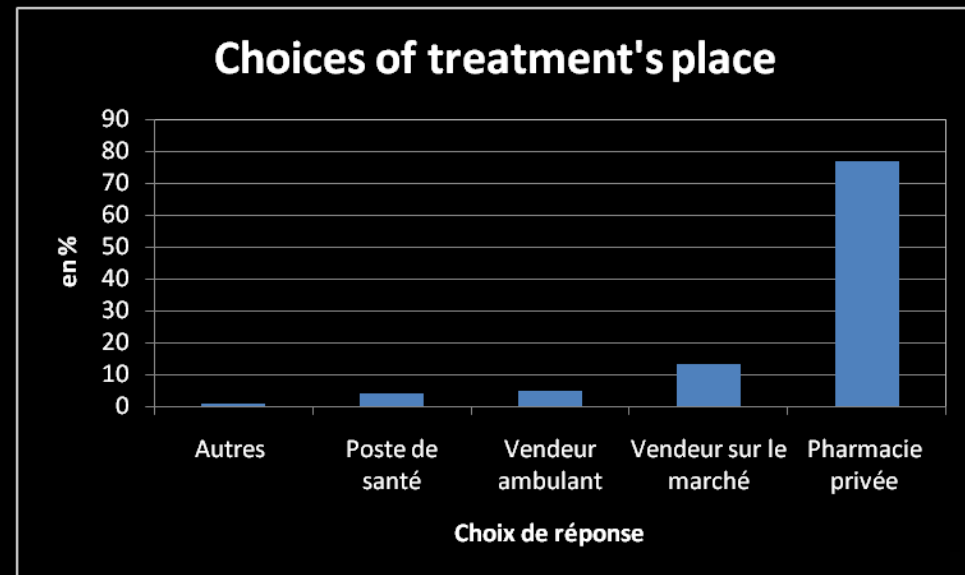 Choices of treatment's place
90
80
70
60
50
40
30
20
10
0
en %
Autres
Poste de
santé
Vendeur
ambulant
Vendeur sur le
marché
Pharmacie
privée
Choix de réponse